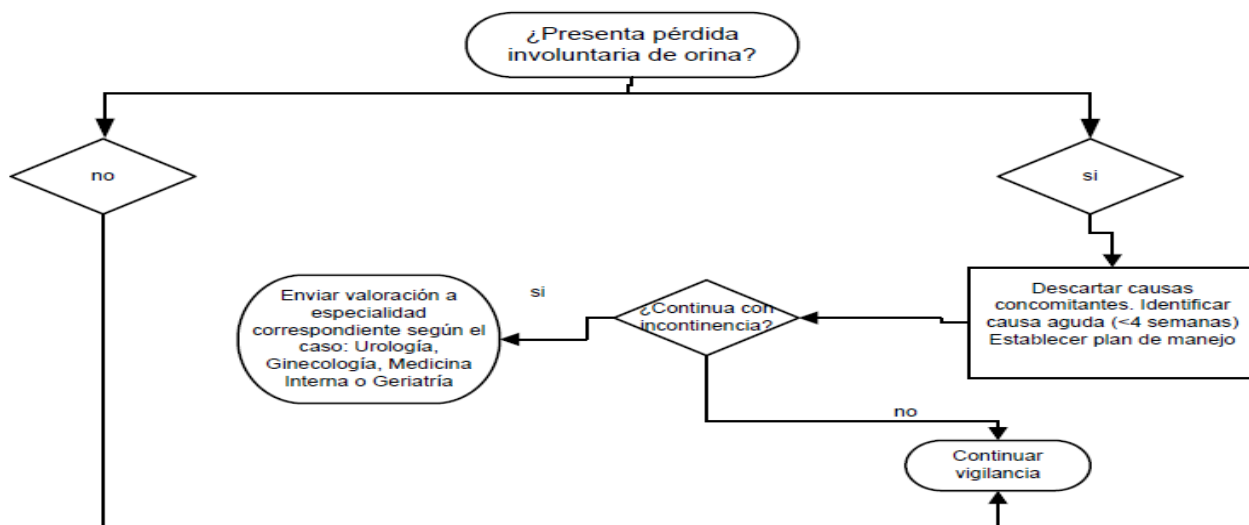 ¿Presenta pérdida
involuntaria de orina?
no
si
Descartar causas
concomitantes. Identificar
causa aguda (<4 semanas)
Establecer plan de manejo
¿Continua con
incontinencia?
si
Enviar valoración a
especialidad
correspondiente según el
caso: Urología,
Ginecología, Medicina
Interna o Geriatría
no
Continuar
vigilancia